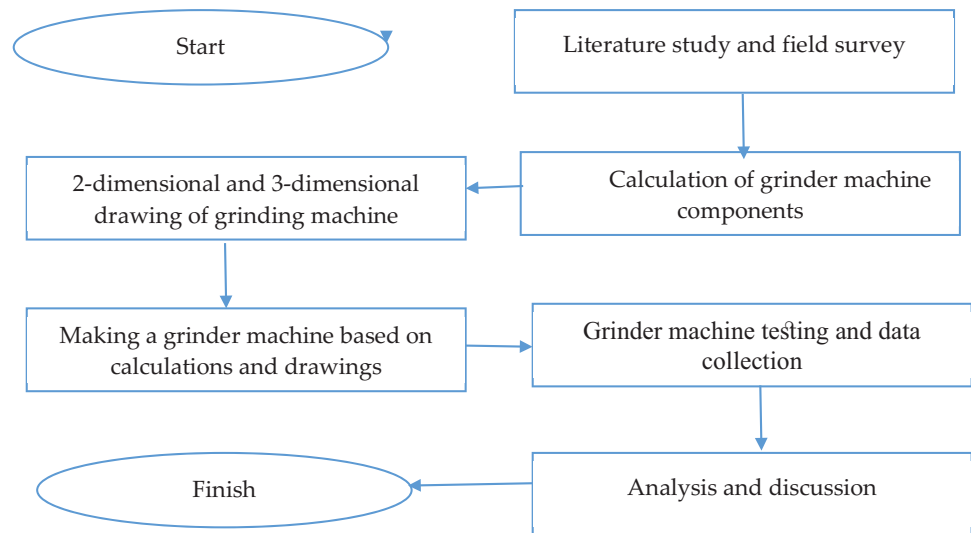 Start
Literature study and field survey
Calculation of grinder machine
components
2-dimensional and 3-dimensional
drawing of grinding machine
Making a grinder machine based on
calculations and drawings
Grinder machine testing and data
collection
Analysis and discussion
Finish